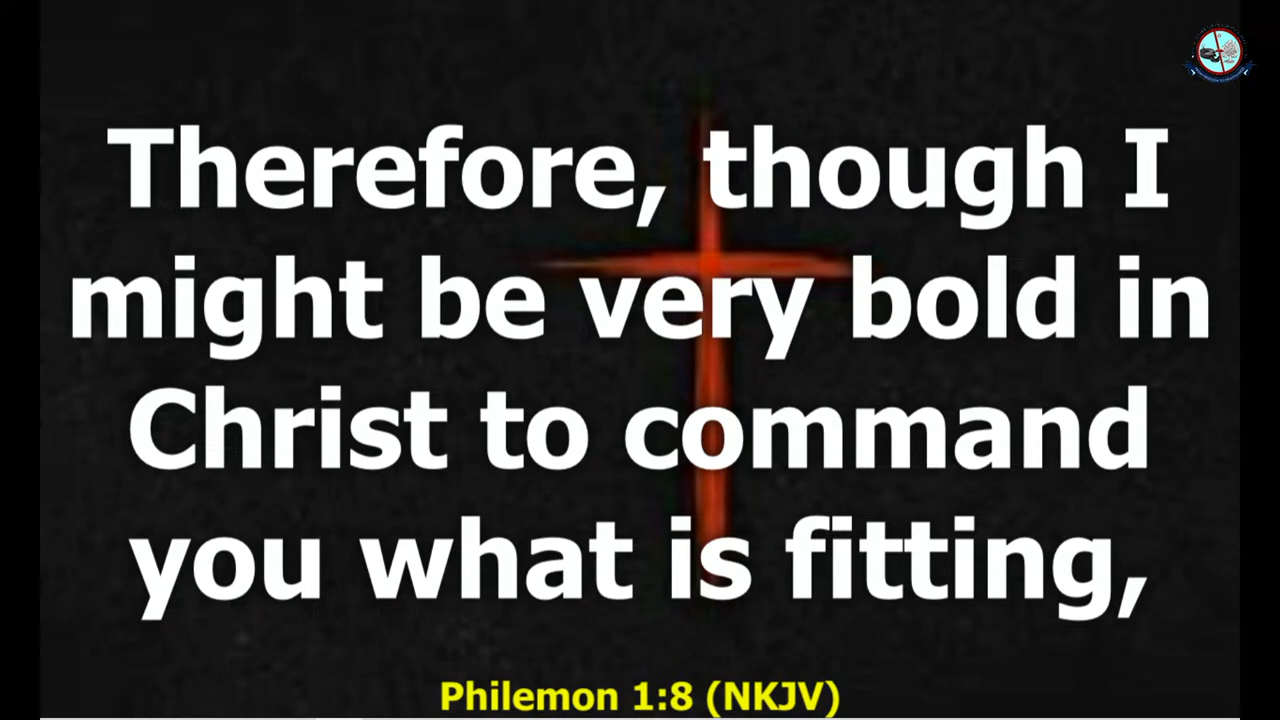 Therefore, though I
might be very bold in
Christ to command
you what is fitting,
Philemon 1:8 (NKJV)